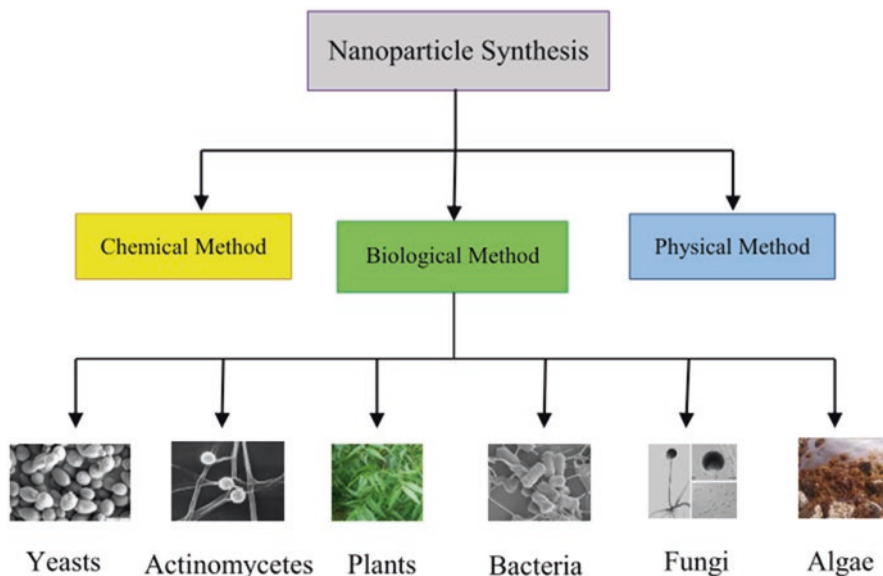 Nanoparticle Synthesis
Chemical Method
Biological Method
Physical Method
Yeasts
Actinomycetes
Plants
Bacteria
Fungi
Algae